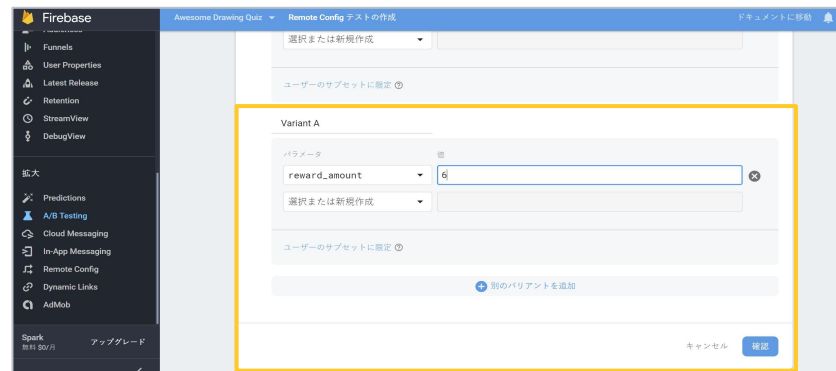 Firebase
Awesome Drawing Quiz
Remote Config テストの作成
ドキュメントに移動
Funnels
User Properties
Latest Release
Retention
StreamView
DebugView
拡大
Predictions
A/B Testing
Cloud Messaging
In-App Messaging
Remote Config
Dynamic Links
AdMob
Spark
無料 $0/月
アップグレード
選択または新規作成
ユーザーのサブセットに限定
Variant A
パラメータ 値
reward_amount 6
選択または新規作成
ユーザーのサブセットに限定
別のバリアントを追加
キャンセル 確認